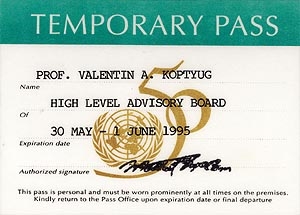 TEMPORARY PASS
PROF. VALENTIN A. KOPTYUG
Name
HIGH LEVEL ADVISORY BOARD
Of
30 MAY - 1 JUNE 1995
Expiration date
Authorized signature
This pass is personal and must be worn prominently at all times on the premises.
Kindly return to the Pass Office upon expiration date or final departure